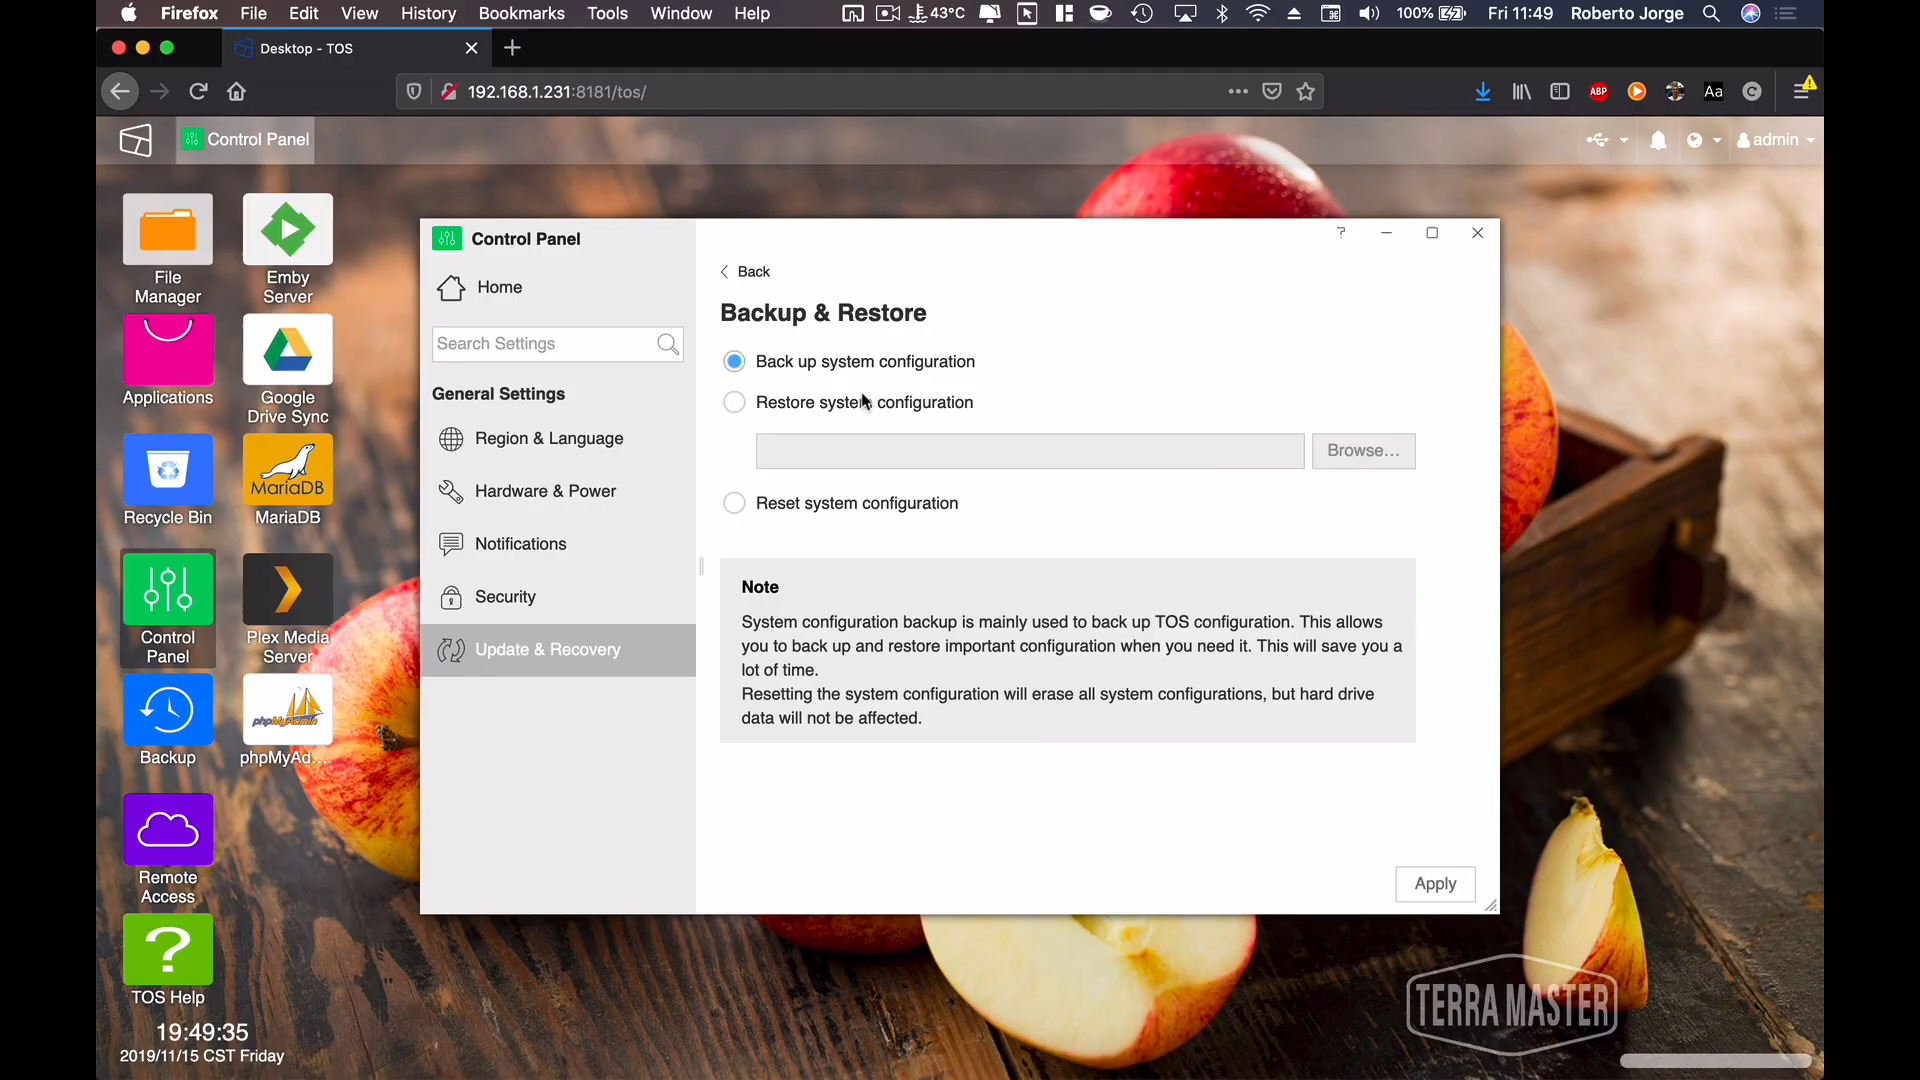 Firefox File Edit View History Bookmarks Tools Window Help 43°C 100% Fri 11:49 Roberto Jorge
Desktop - TOS
192.168.1.231:8181/tos/
ABP
Aa
Control Panel
admin
File
Manager
Emby
Server
Applications
Google
Drive Sync
Recycle Bin
MariaDB
MariaDB
Control
Panel
Plex Media
Server
Backup
phpMyAdmin
phpMyAd...
Remote
Access
?
TOS Help
19:49:35
2019/11/15 CST Friday
Control Panel
Home
Search Settings
General Settings
Region & Language
Hardware & Power
Notifications
Security
Update & Recovery
?
Back
Backup & Restore
Back up system configuration
Restore system configuration
Browse...
Reset system configuration
Note
System configuration backup is mainly used to back up TOS configuration. This allows
you to back up and restore important configuration when you need it. This will save you a
lot of time.
Resetting the system configuration will erase all system configurations, but hard drive
data will not be affected.
Apply
TERRA MASTER